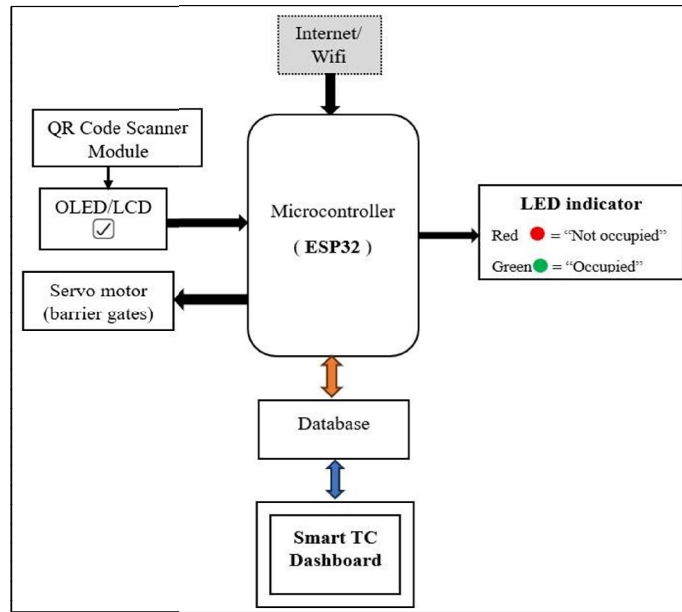 Internet/
Wifi
QR Code Scanner
Module
OLED/LCD
Microcontroller
( ESP32 )
LED indicator
Red = “Not occupied”
Green = “Occupied”
Servo motor
(barrier gates)
Database
Smart TC
Dashboard